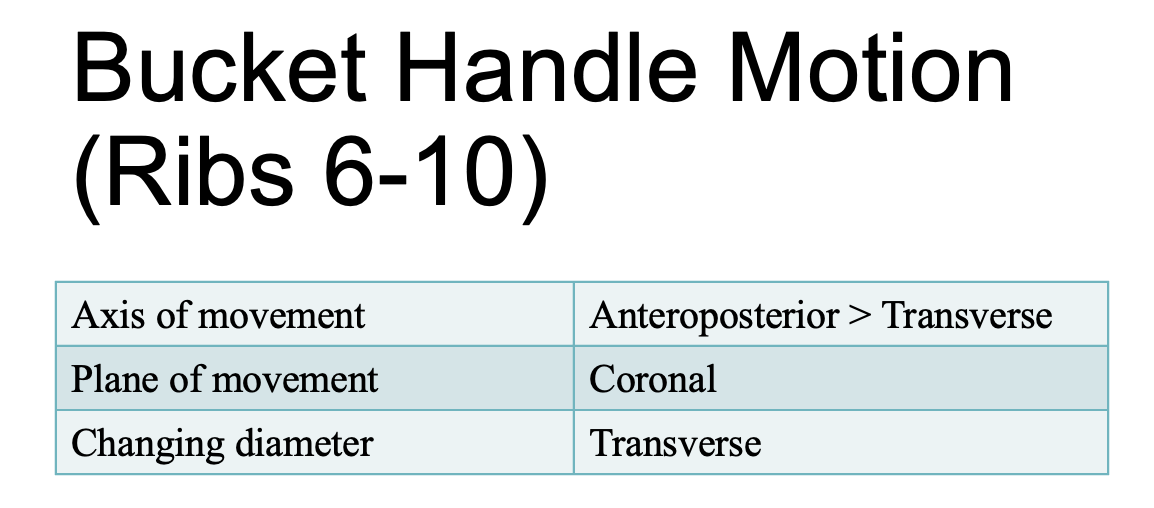 Bucket Handle Motion
(Ribs 6-10)
Axis of movement Anteroposterior > Transverse
Plane of movement Coronal
Changing diameter Transverse